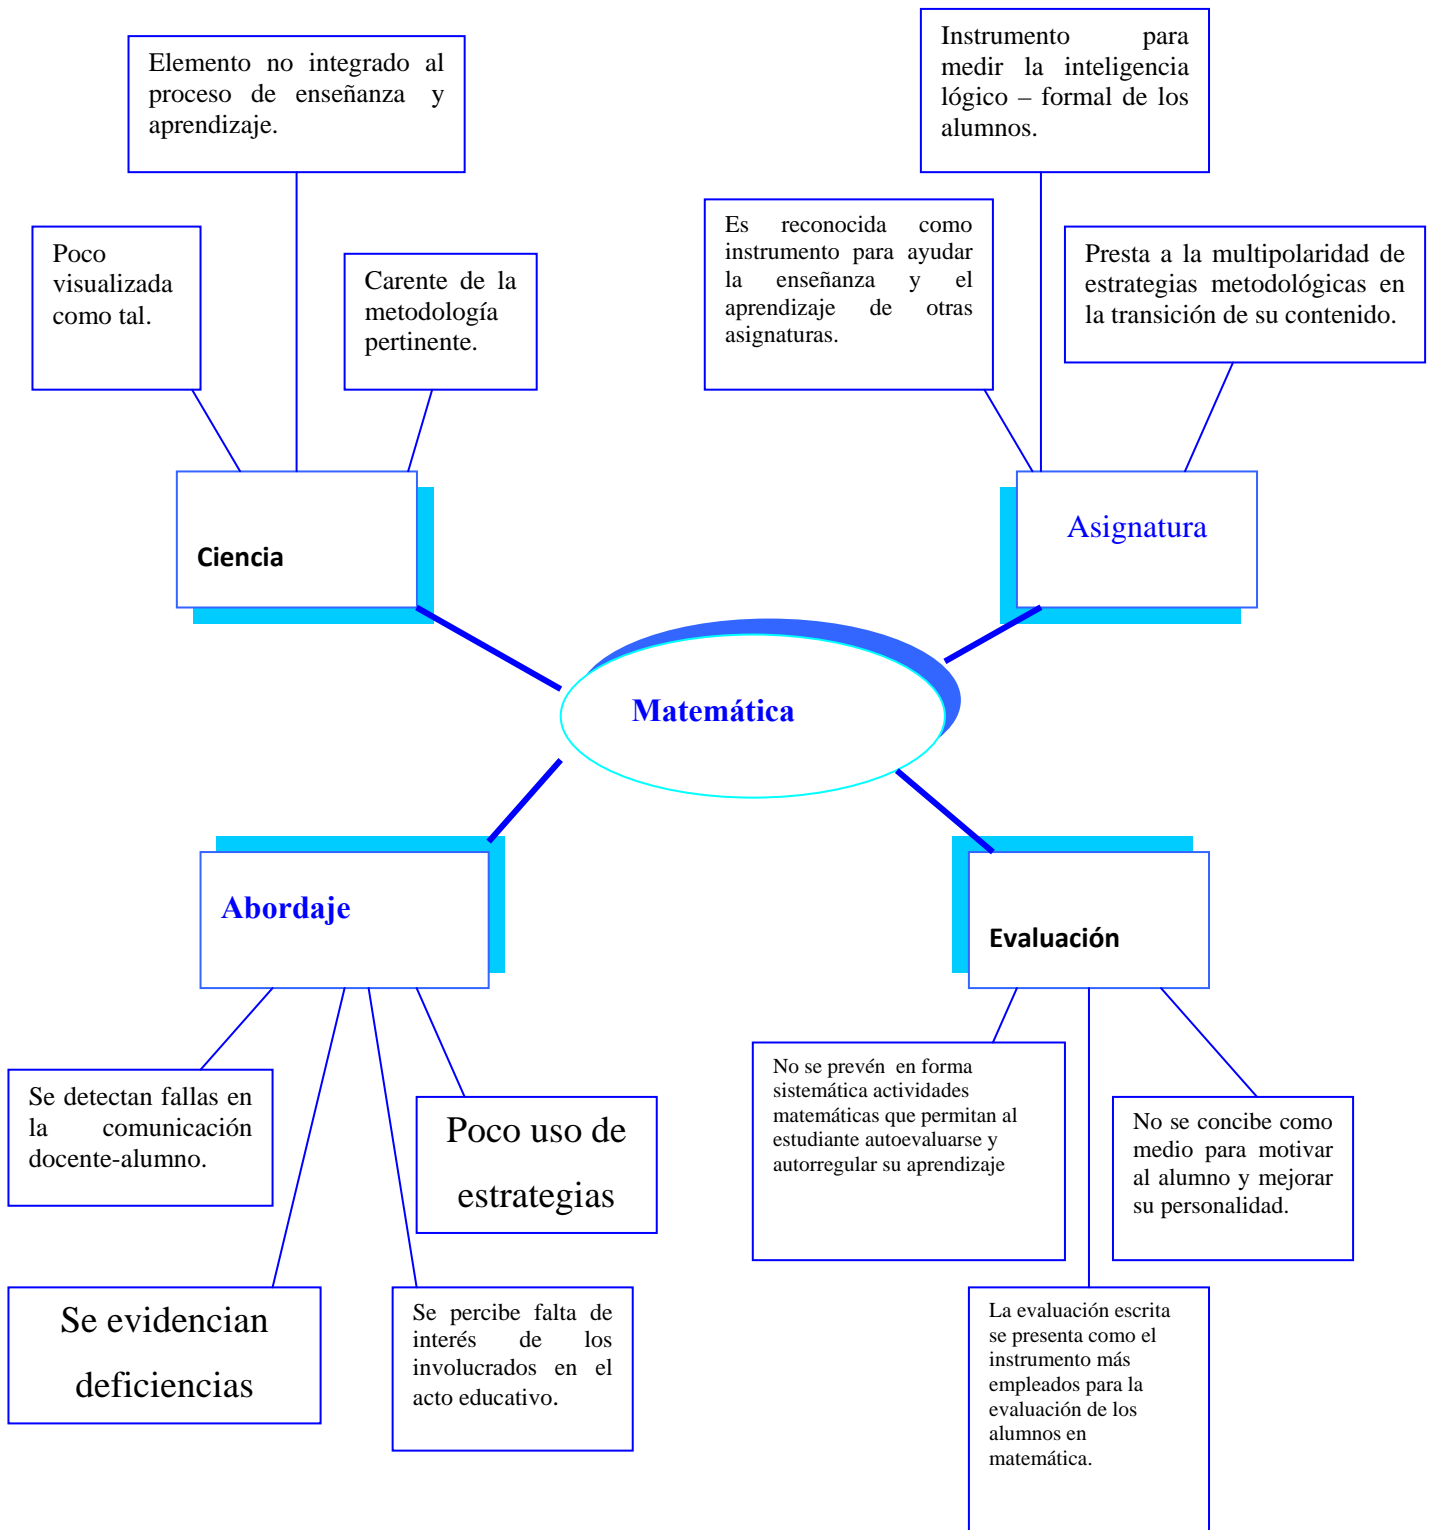 Elemento no integrado al
proceso de enseñanza y
aprendizaje.
Instrumento para
medir la inteligencia
lógico – formal de los
alumnos.
Poco
visualizada
como tal.
Carente de la
metodología
pertinente.
Es reconocida como
instrumento para ayudar
la enseñanza y el
aprendizaje de otras
asignaturas.
Presta a la multipolaridad de
estrategias metodológicas en
la transición de su contenido.
Ciencia
Asignatura
Matemática
Abordaje
Evaluación
Se detectan fallas en
la comunicación
docente-alumno.
Poco uso de
estrategias
No se prevén en forma
sistemática actividades
matemáticas que permitan al
estudiante autoevaluarse y
autorregular su aprendizaje
No se concibe como
medio para motivar
al alumno y mejorar
su personalidad.
Se evidencian
deficiencias
Se percibe falta de
interés de los
involucrados en el
acto educativo.
La evaluación escrita
se presenta como el
instrumento más
empleados para la
evaluación de los
alumnos en
matemática.